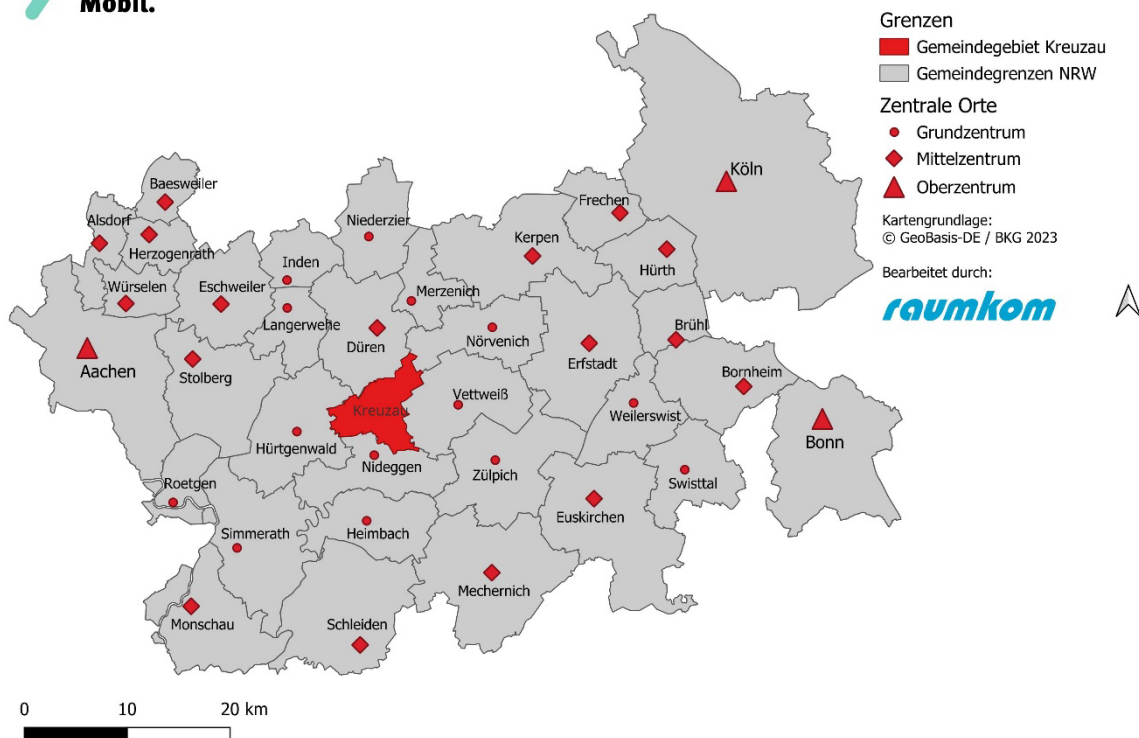 Mobil.
Grenzen
Gemeindegebiet Kreuzau
Gemeindegrenzen NRW
Zentrale Orte
Grundzentrum
Mittelzentrum
Oberzentrum
Kartengrundlage:
© GeoBasis-DE / BKG 2023
Bearbeitet durch:
raumkom
Köln
Baesweiler
Frechen
Alsdorf
Niederzier
Herzogenrath
Kerpen
Inden
Hürth
Würselen
Eschweiler
Merzenich
Langerwehe
Brühl
Düren
Nörvenich
Erfstadt
Aachen
Stolberg
Bornheim
Vettweiß
Kreuzau
Weilerswist
Bonn
Hürtgenwald
Nideggen
Zülpich
Roetgen
Swisttal
Euskirchen
Simmerath
Heimbach
Mechernich
Monschau
Schleiden
0 10 20 km